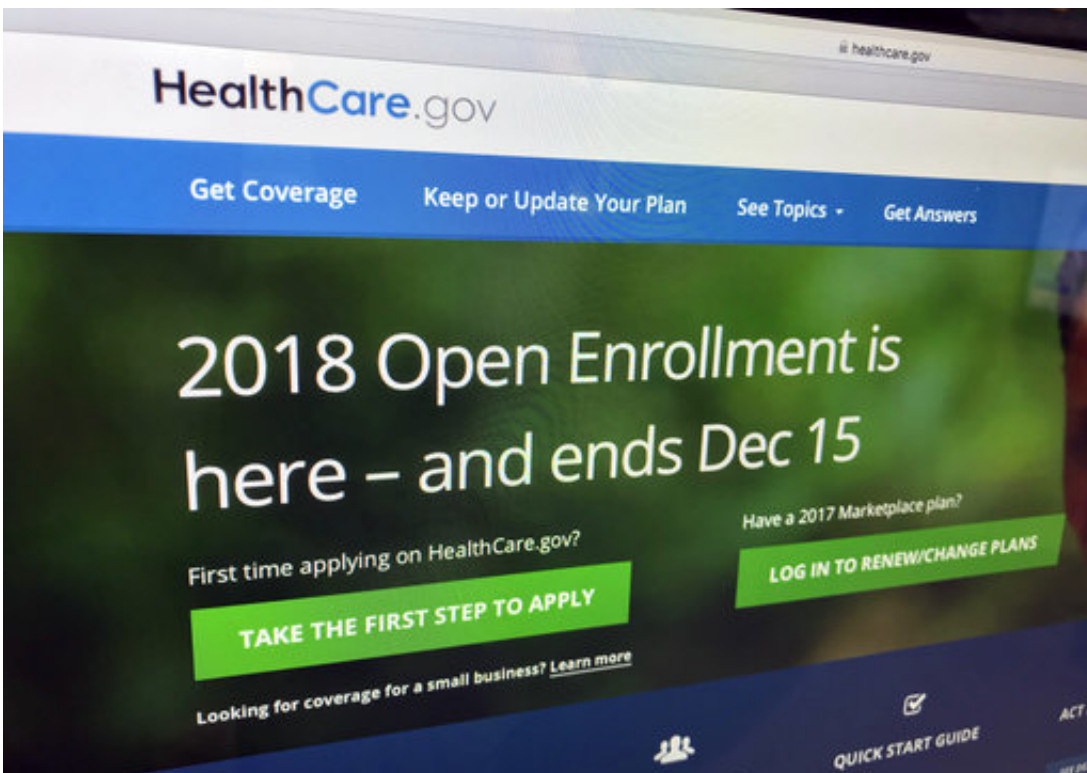 healthcare.gov
HealthCare.gov
Get Coverage Keep or Update Your Plan See Topics Get Answers
2018 Open Enrollment is
here – and ends Dec 15
First time applying on HealthCare.gov?
TAKE THE FIRST STEP TO APPLY
Looking for coverage for a small business? Learn more
Have a 2017 Marketplace plan?
LOG IN TO RENEW/CHANGE PLANS
QUICK START GUIDE
ACT